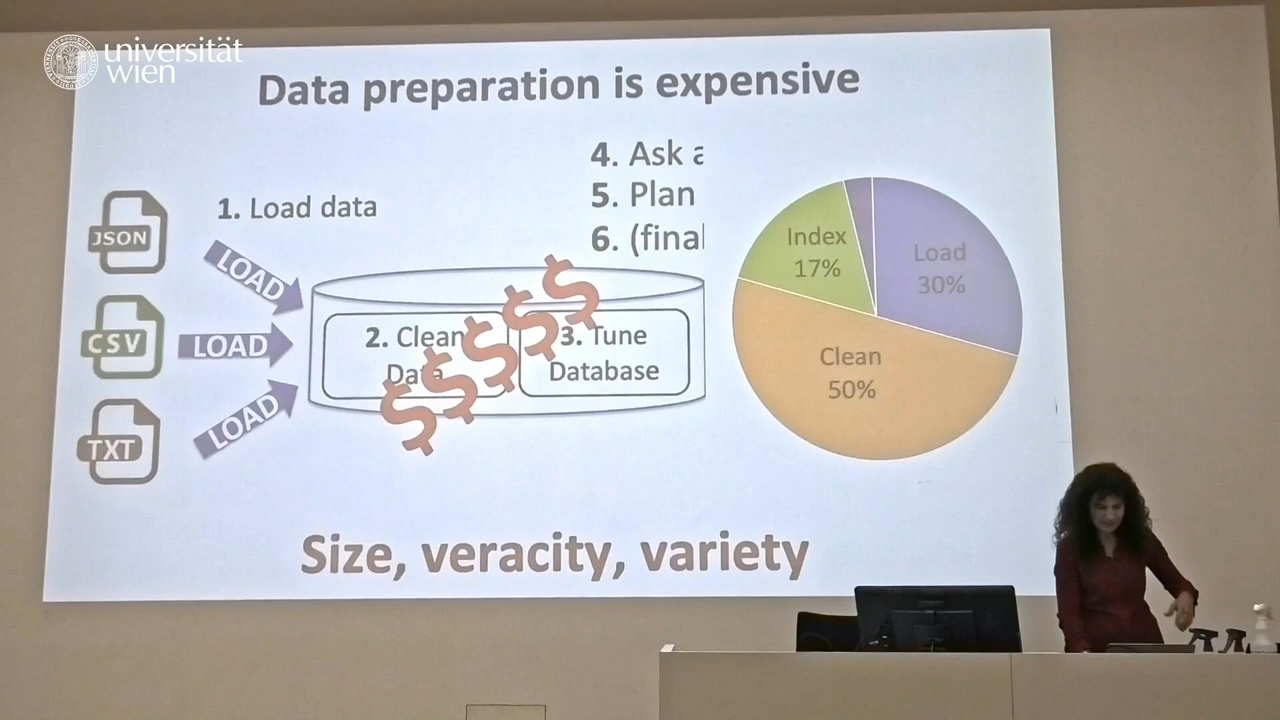 universität
wien
Data preparation is expensive
4. Ask a
5. Plan
6. (final
1. Load data
JSON
CSV
TXT
LOAD
LOAD
LOAD
2. Clean
Data
3. Tune
Database
$$$$$
Index
17%
Load
30%
Clean
50%
Size, veracity, variety